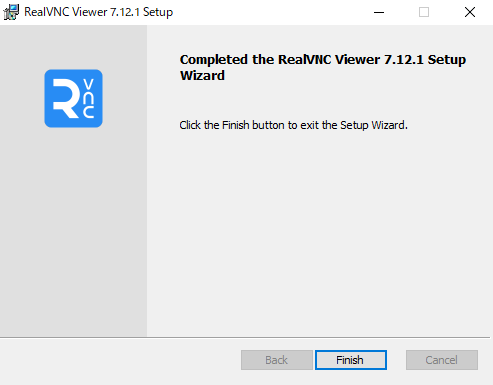 RealVNC Viewer 7.12.1 Setup
Completed the RealVNC Viewer 7.12.1 Setup
Wizard
R vnc
Click the Finish button to exit the Setup Wizard.
Back
Finish
Cancel